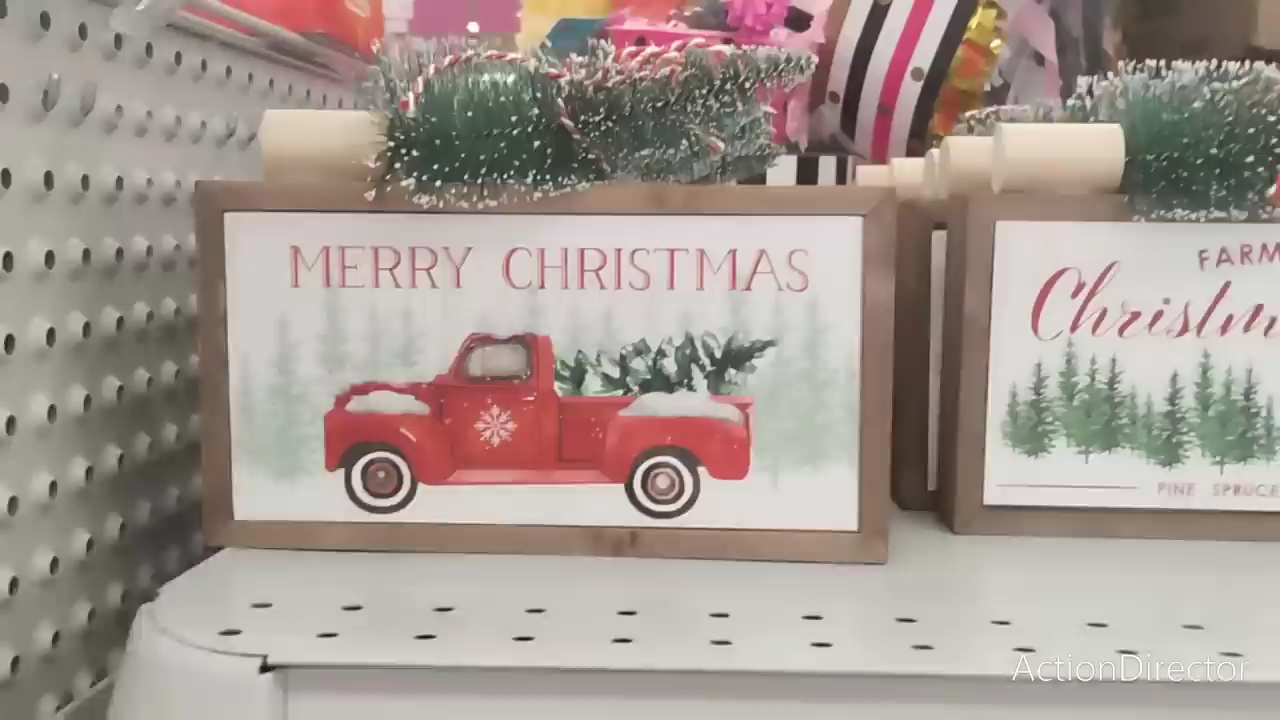 MERRY CHRISTMAS
FARM
Christm
PINE SPRUCE
ActionDirector